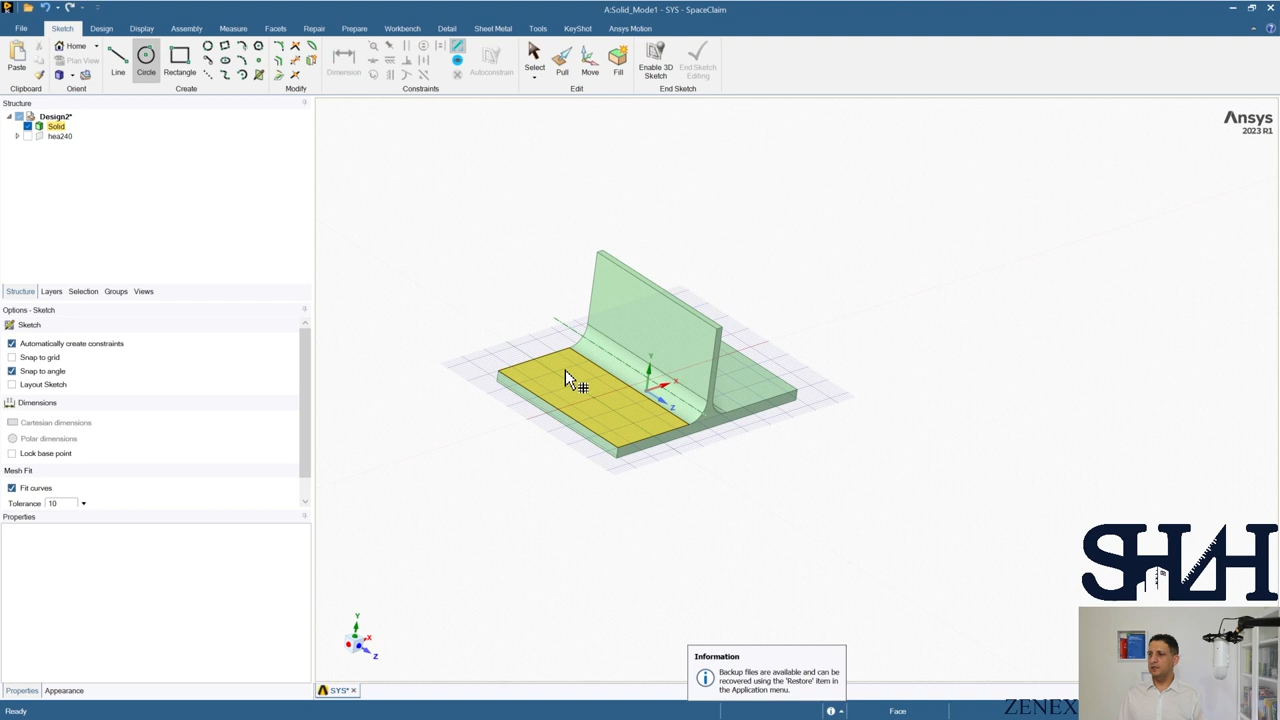 A:Solid_Mode1 - SYS - SpaceClaim
File Sketch Design Display Assembly Measure Facets Repair Prepare Workbench Detail Sheet Metal Tools KeyShot Ansys Motion
Paste
Home
Plan View
Line Circle Rectangle
Dimension
Autoconstrain
Select Pull Move Fill
Enable 3D Sketch
End Sketch Editing
Clipboard Orient Create Modify Constraints Edit End Sketch
Structure
Design2*
Solid
hea240
Structure Layers Selection Groups Views
Options - Sketch
Sketch
Automatically create constraints
Snap to grid
Snap to angle
Layout Sketch
Dimensions
Cartesian dimensions
Polar dimensions
Lock base point
Mesh Fit
Fit curves
Tolerance 10
Properties
Properties Appearance
Ready
Ansys
2023 R1
Y
X
Z
Y
X
Z
Information
Backup files are available and can be
recovered using the 'Restore' item in
the Application menu.
SYS*
Face
SHZH
ZENEX